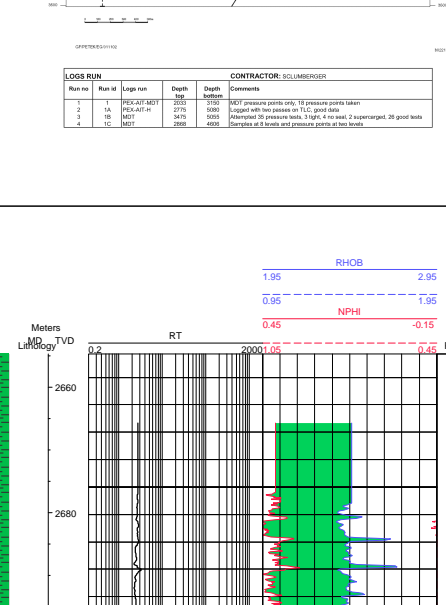 5550
GF/PETEK/EG/011102
LOGS RUN CONTRACTOR: SCLUMBERGER
Run no Run id Logs run Depth top Depth bottom Comments
1 1 PEX-AIT-MDT 2033 3150 MDT pressure points only, 18 pressure points taken
2 1A PEX-AIT-H 2775 5080 Logged with two passes on TLC, good data
3 1B MDT 3475 5055 Attempted 35 pressure tests, 3 tight, 4 no seal, 2 supercarged, 26 good tests
4 1C MDT 2868 4606 Samples at 8 levels and pressure points at two levels
RHOB
1.95 2.95
0.95 1.95
NPHI
0.45 -0.15
1.05 0.45
Meters
MD TVD
Lithology
RT
0.2 2000
2660
2680